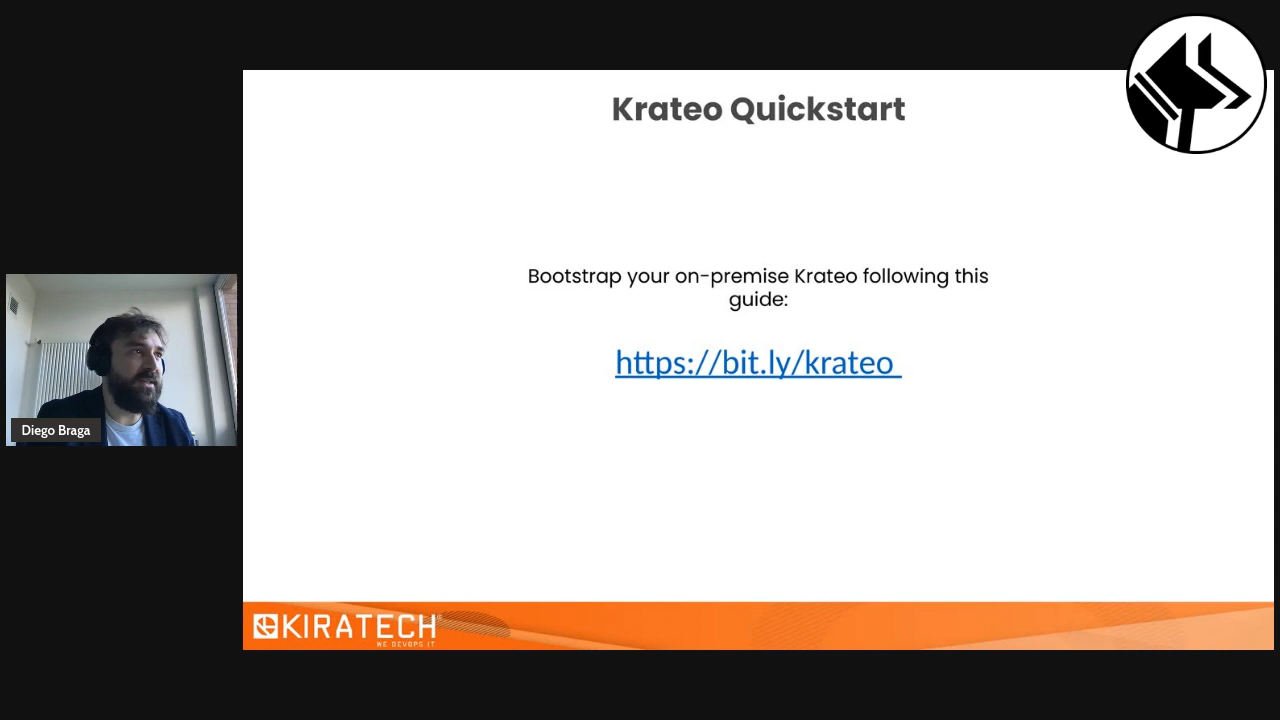 Krateo Quickstart
Bootstrap your on-premise Krateo following this
guide:
https://bit.ly/krateo
Diego Braga
KIRATECH
WE DEVOPS IT